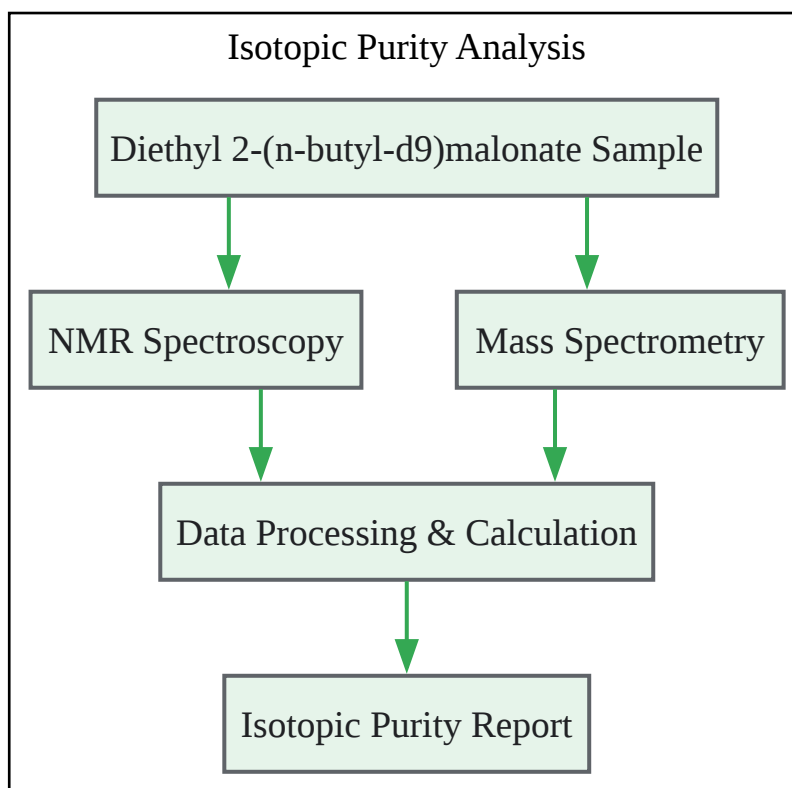 Isotopic Purity Analysis
Diethyl 2-(n-butyl-d9)malonate Sample
NMR Spectroscopy
Mass Spectrometry
Data Processing & Calculation
Isotopic Purity Report